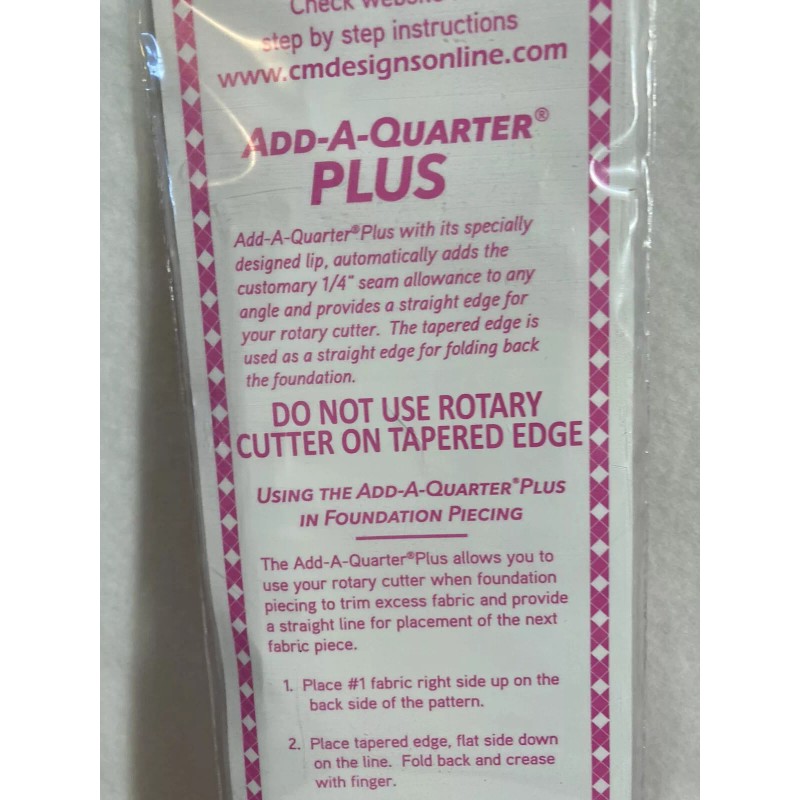 Check website
step by step instructions
www.cmdesignsonline.com
ADD-A-QUARTER®
PLUS
Add-A-Quarter®Plus with its specially
designed lip, automatically adds the
customary 1/4" seam allowance to any
angle and provides a straight edge for
your rotary cutter. The tapered edge is
used as a straight edge for folding back
the foundation.
DO NOT USE ROTARY
CUTTER ON TAPERED EDGE
USING THE ADD-A-QUARTER®PLUS
IN FOUNDATION PIECING
The Add-A-Quarter®Plus allows you to
use your rotary cutter when foundation
piecing to trim excess fabric and provide
a straight line for placement of the next
fabric piece.
1. Place #1 fabric right side up on the
back side of the pattern.
2. Place tapered edge, flat side down
on the line. Fold back and crease
with finger.